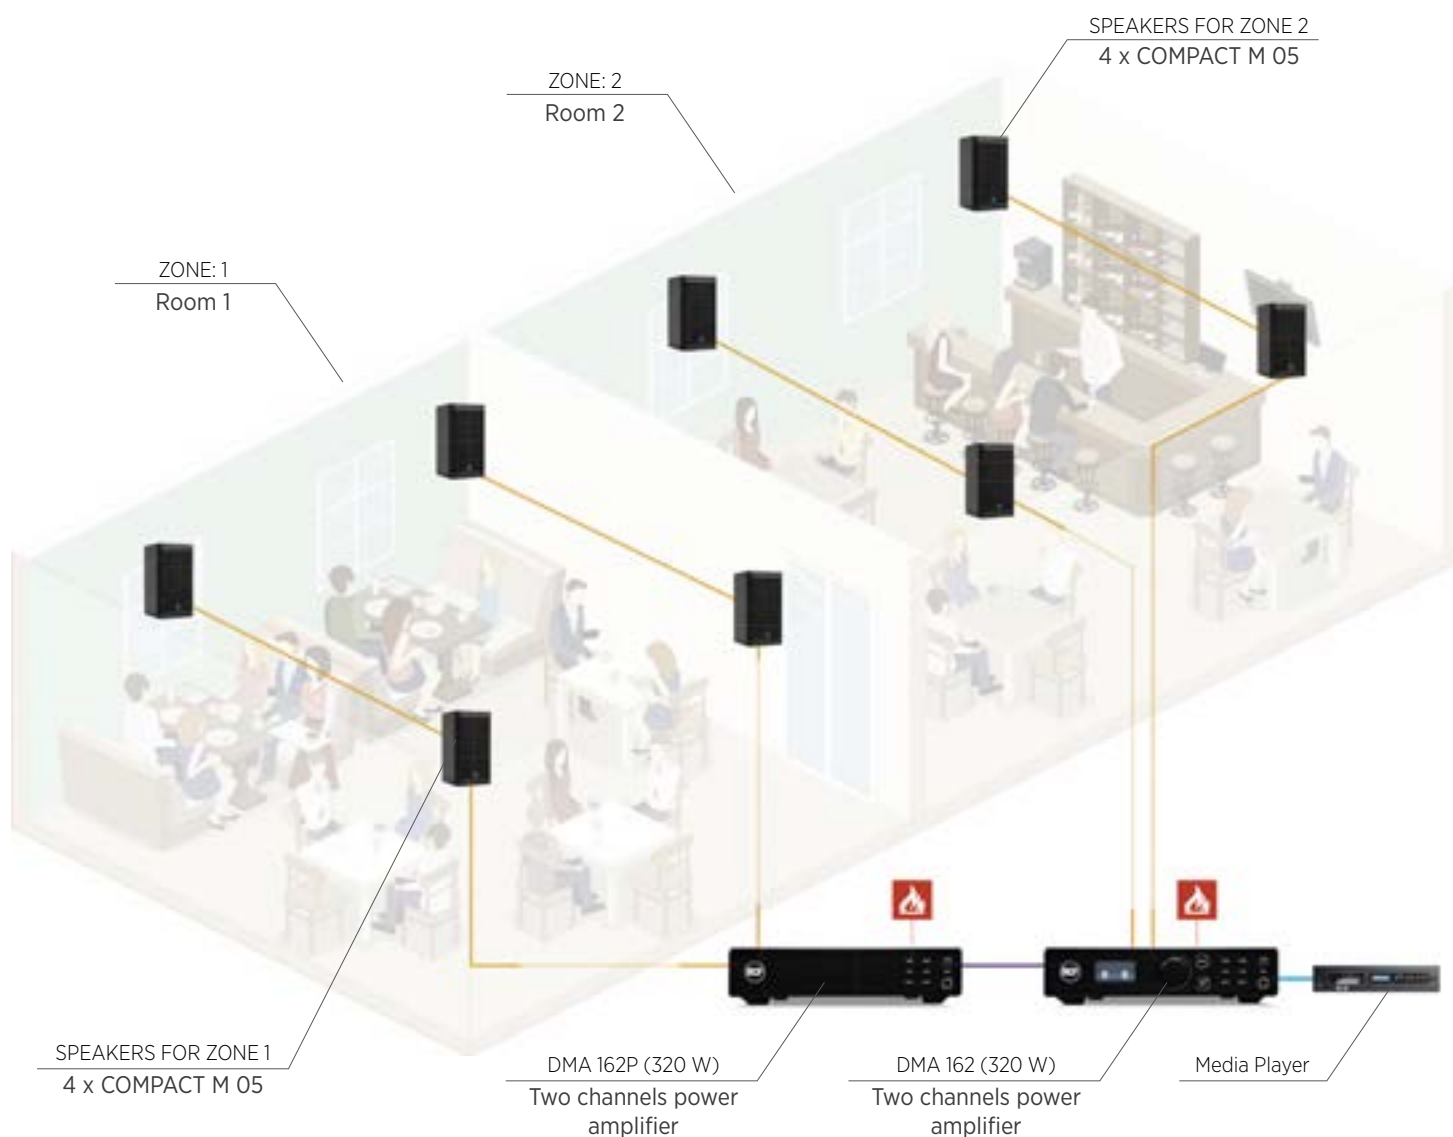 SPEAKERS FOR ZONE 2
4 x COMPACT M 05
ZONE: 2
Room 2
ZONE: 1
Room 1
RCF
RCF
SPEAKERS FOR ZONE 1
4 x COMPACT M 05
DMA 162P (320 W)
Two channels power
amplifier
DMA 162 (320 W)
Two channels power
amplifier
Media Player